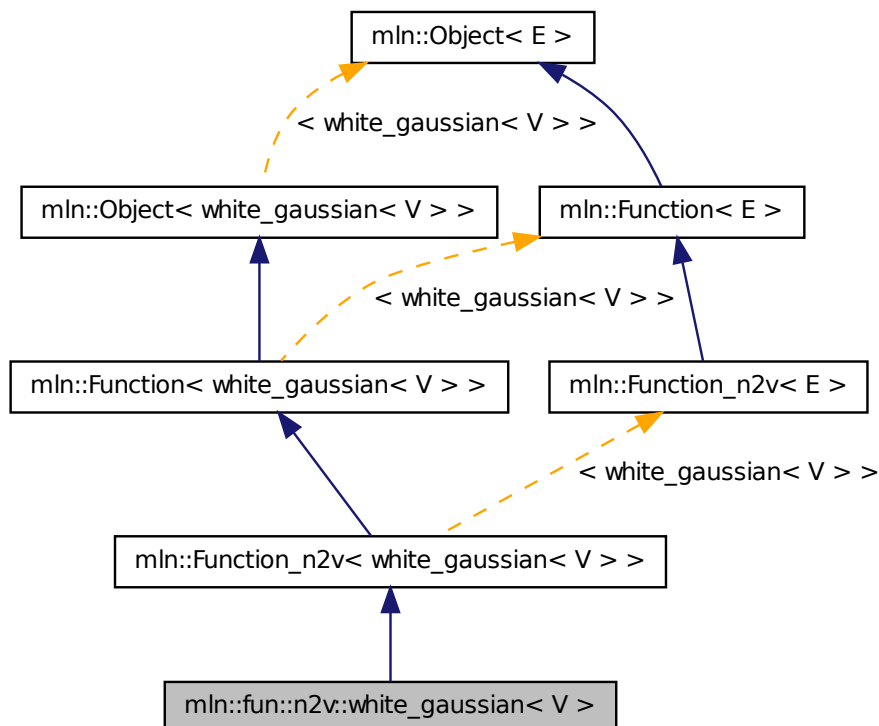 mln::Object< E >
< white_gaussian< V > >
mln::Object< white_gaussian< V > >
mln::Function< E >
< white_gaussian< V > >
mln::Function< white_gaussian< V > >
mln::Function_n2v< E >
< white_gaussian< V > >
mln::Function_n2v< white_gaussian< V > >
mln::fun::n2v::white_gaussian< V >